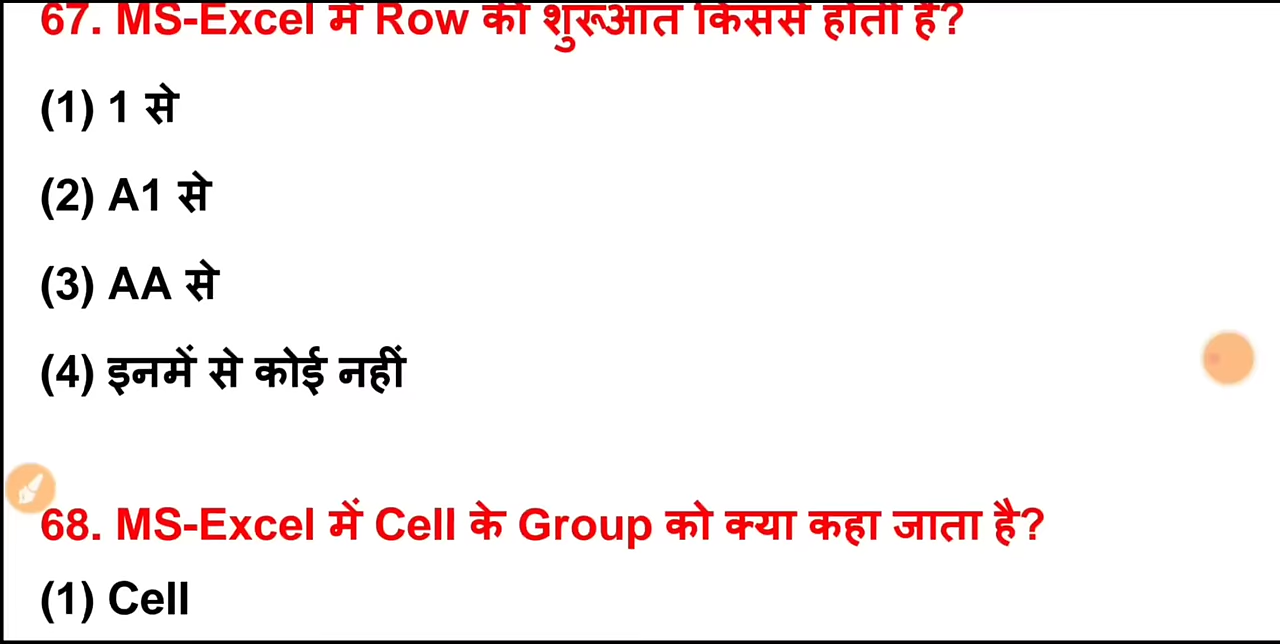 67. MS-Excel में Row की शुरूआत किससे होती है?
(1) 1 से
(2) A1 से
(3) AA से
(4) इनमें से कोई नहीं
68. MS-Excel में Cell के Group को क्या कहा जाता है?
(1) Cell